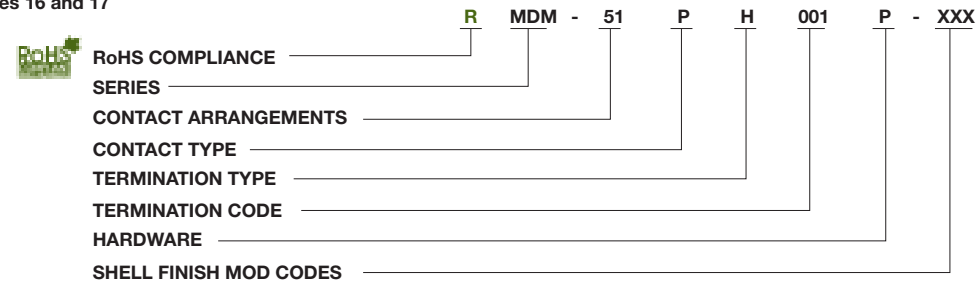 es 16 and 17
R MDM - 51 P H 001 P - XXX
RoHS
RoHS COMPLIANCE
SERIES
CONTACT ARRANGEMENTS
CONTACT TYPE
TERMINATION TYPE
TERMINATION CODE
HARDWARE
SHELL FINISH MOD CODES